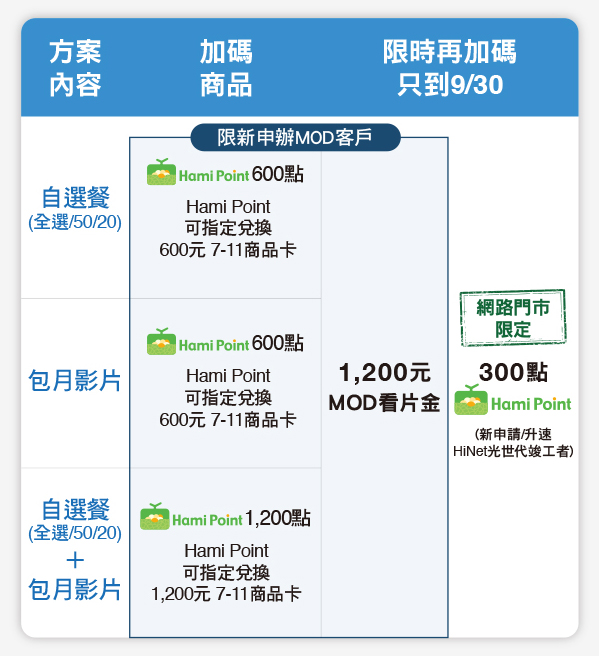 方案
內容
加碼
商品
限時再加碼
只到9/30
限新申辦MOD客戶
自選餐
(全選/50/20)
Hami Point 600點
Hami Point
可指定兌換
600元 7-11商品卡
包月影片
Hami Point 600點
Hami Point
可指定兌換
600元 7-11商品卡
自選餐
(全選/50/20)
+
包月影片
Hami Point 1,200點
Hami Point
可指定兌換
1,200元 7-11商品卡
1,200元
MOD看片金
網路門市
限定
300點
Hami Point
(新申請/升速
HiNet光世代竣工者)